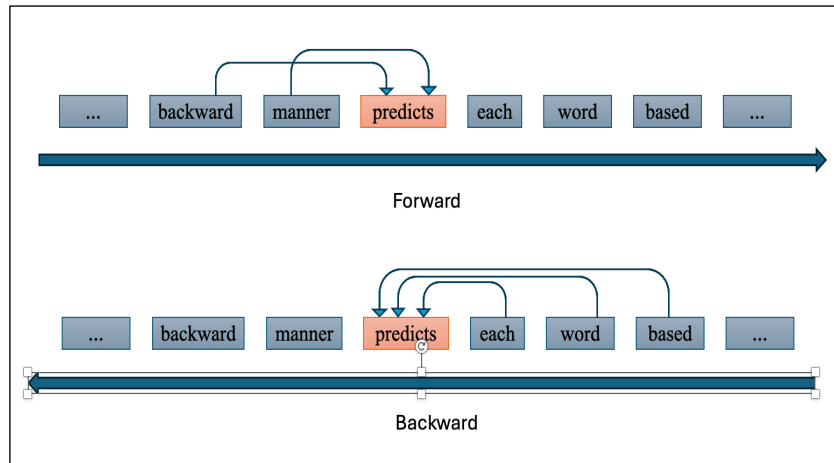 ... backward manner predicts each word based ...
Forward
... backward manner predicts each word based ...
Backward